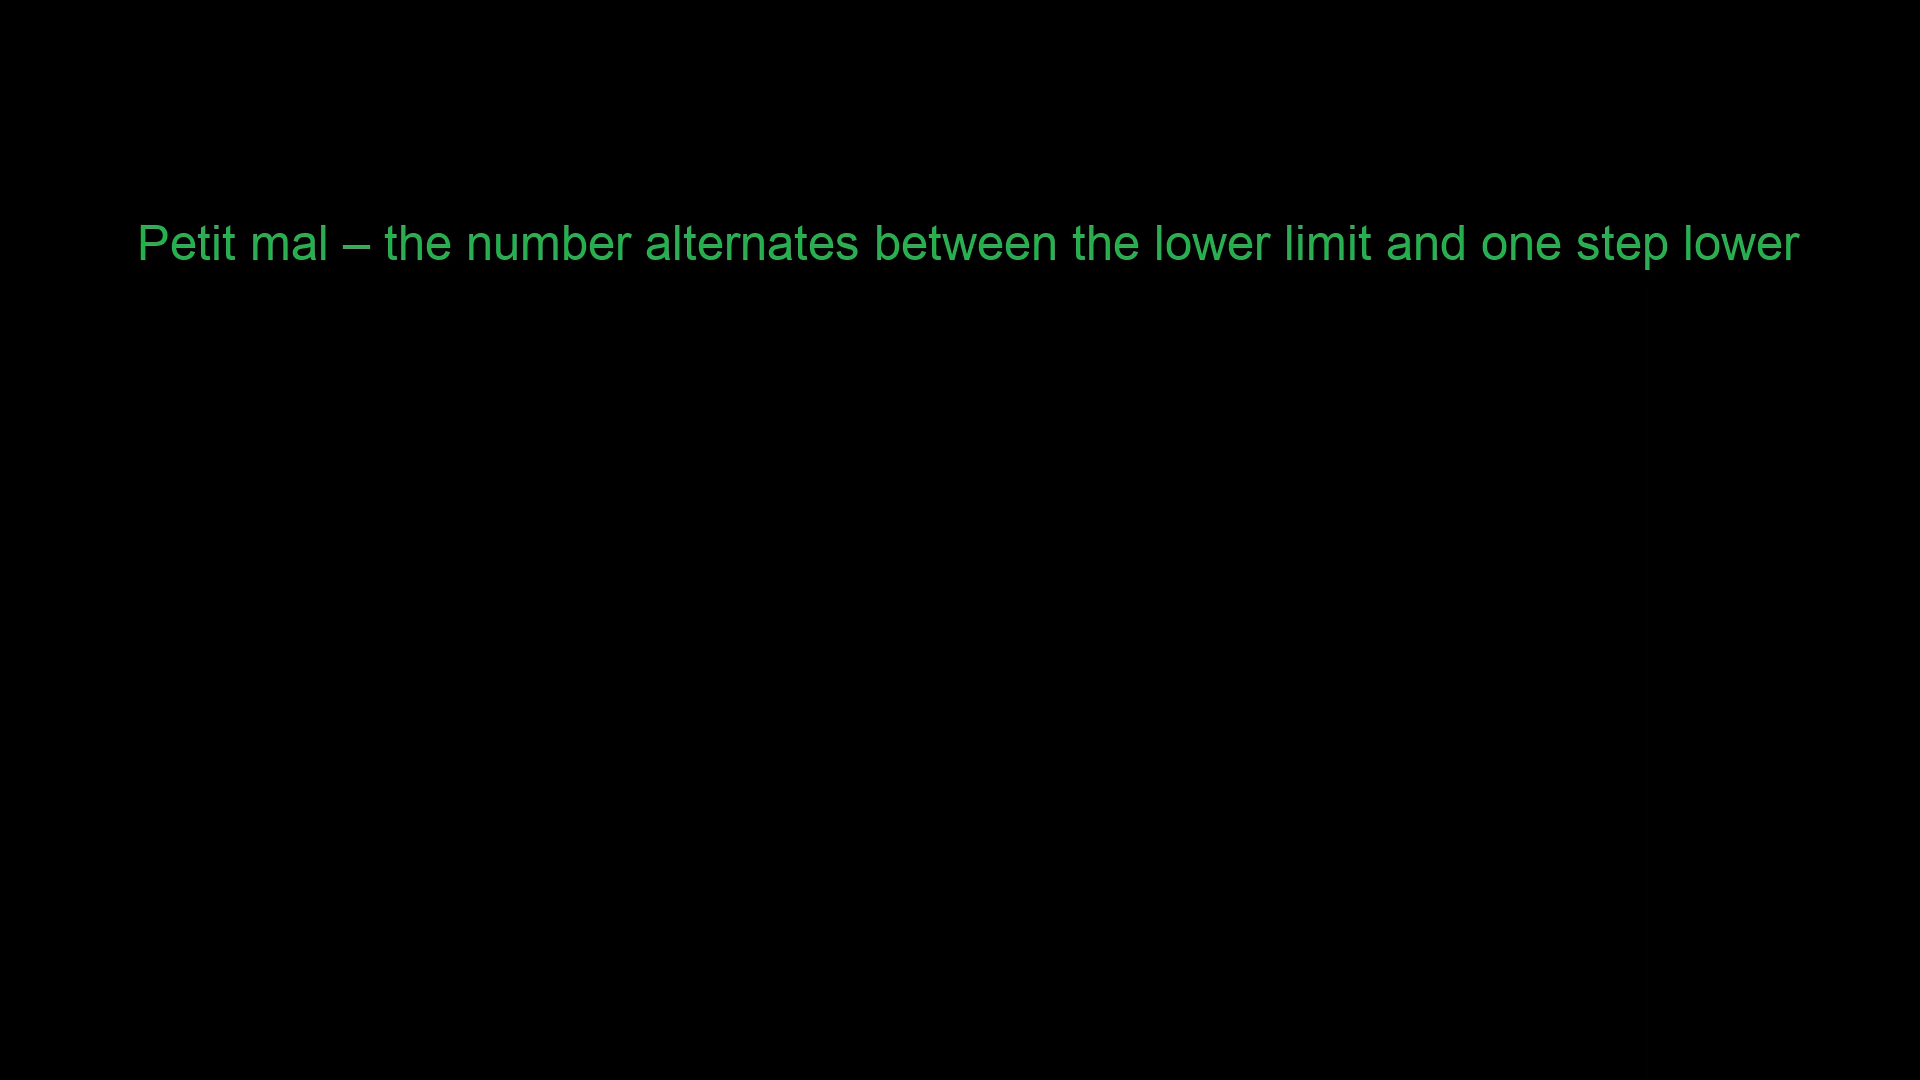 Petit mal – the number alternates between the lower limit and one step lower